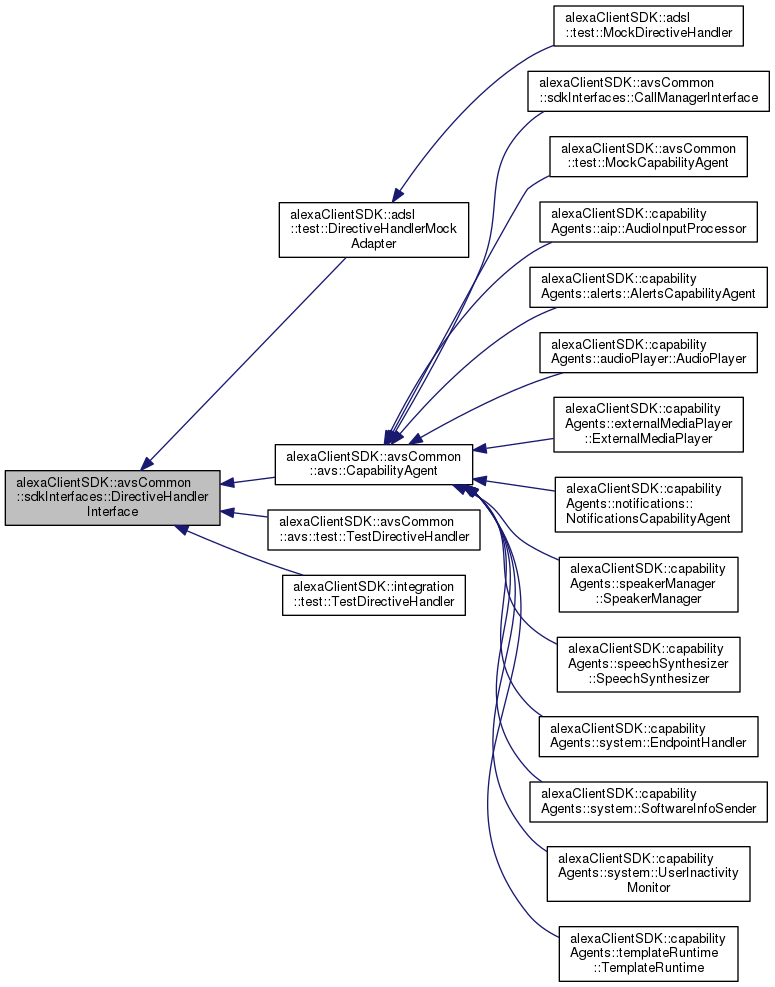 alexaClientSDK::adsl
::test::MockDirectiveHandler
alexaClientSDK::avsCommon
::sdkInterfaces::CallManagerInterface
alexaClientSDK::avsCommon
::test::MockCapabilityAgent
alexaClientSDK::adsl
::test::DirectiveHandlerMock
Adapter
alexaClientSDK::capability
Agents::aip::AudioInputProcessor
alexaClientSDK::capability
Agents::alerts::AlertsCapabilityAgent
alexaClientSDK::capability
Agents::audioPlayer::AudioPlayer
alexaClientSDK::capability
Agents::externalMediaPlayer
::ExternalMediaPlayer
alexaClientSDK::avsCommon
::avs::CapabilityAgent
alexaClientSDK::avsCommon
::sdkInterfaces::DirectiveHandler
Interface
alexaClientSDK::capability
Agents::notifications::
NotificationsCapabilityAgent
alexaClientSDK::avsCommon
::avs::test::TestDirectiveHandler
alexaClientSDK::capability
Agents::speakerManager
::SpeakerManager
alexaClientSDK::integration
::test::TestDirectiveHandler
alexaClientSDK::capability
Agents::speechSynthesizer
::SpeechSynthesizer
alexaClientSDK::capability
Agents::system::EndpointHandler
alexaClientSDK::capability
Agents::system::SoftwareInfoSender
alexaClientSDK::capability
Agents::system::UserInactivity
Monitor
alexaClientSDK::capability
Agents::templateRuntime
::TemplateRuntime